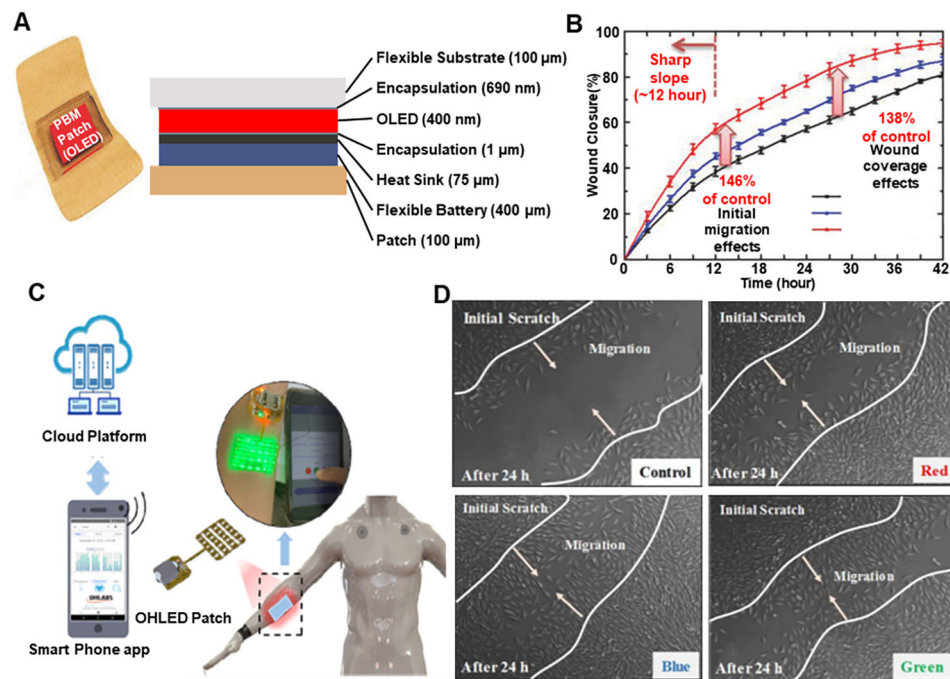 A
PBM
Patch
(OLED)
Flexible Substrate (100 µm)
Encapsulation (690 nm)
OLED (400 nm)
Encapsulation (1 µm)
Heat Sink (75 µm)
Flexible Battery (400 µm)
Patch (100 µm)
B
Wound Closure(%)
100
80
60
40
20
0
0
6
12
18
24
30
36
42
Time (hour)
Sharp
slope
(~12 hour)
146%
of control
Initial
migration
effects
138%
of control
Wound
coverage
effects
C
Cloud Platform
Smart Phone app
OHLED Patch
D
Initial Scratch
Migration
After 24 h
Control
Initial Scratch
Migration
After 24 h
Red
Initial Scratch
Migration
After 24 h
Blue
Initial Scratch
Migration
After 24 h
Green